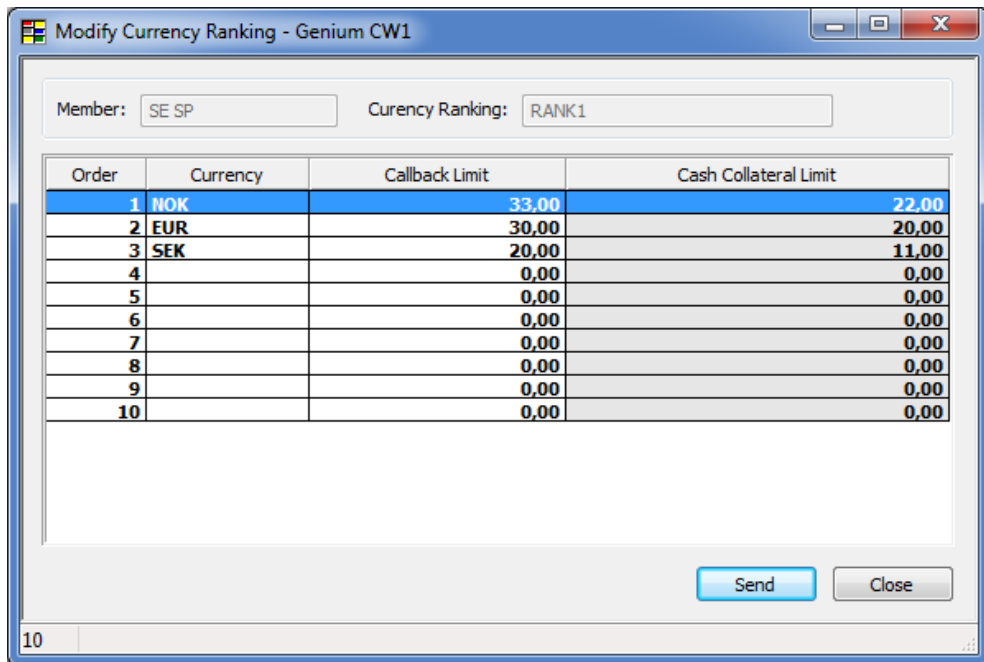 Modify Currency Ranking - Genium CW1
Member: SE SP Curency Ranking: RANK1
Order Currency Callback Limit Cash Collateral Limit
1 NOK 33,00 22,00
2 EUR 30,00 20,00
3 SEK 20,00 11,00
4 0,00 0,00
5 0,00 0,00
6 0,00 0,00
7 0,00 0,00
8 0,00 0,00
9 0,00 0,00
10 0,00 0,00
Send Close
10